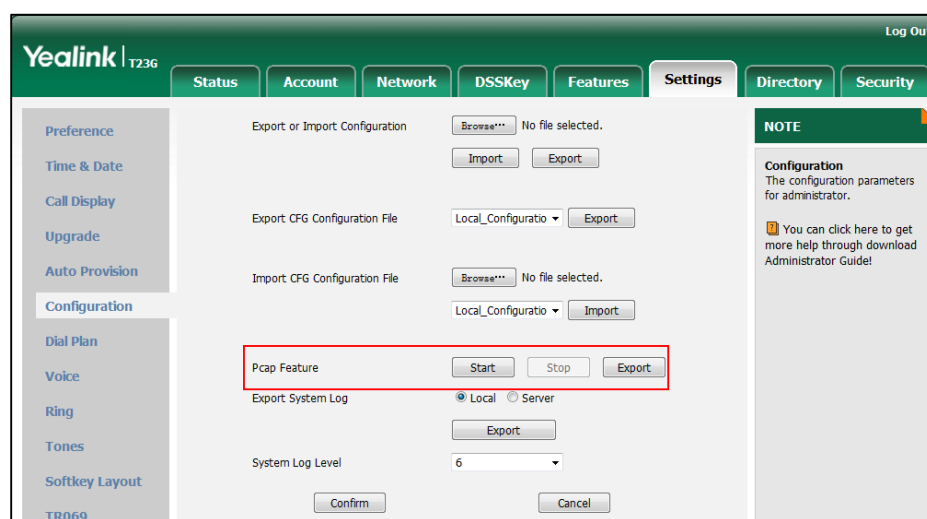 Log Ou
Yealink T23G
Status Account Network DSSKey Features Settings Directory Security
Preference
Time & Date
Call Display
Upgrade
Auto Provision
Configuration
Dial Plan
Voice
Ring
Tones
Softkey Layout
TR069
Export or Import Configuration Browse... No file selected.
Import Export
Export CFG Configuration File Local_Configuratio Export
Import CFG Configuration File Browse... No file selected.
Local_Configuratio Import
Pcap Feature Start Stop Export
Export System Log Local Server
Export
System Log Level 6
Confirm Cancel
NOTE
Configuration
The configuration parameters
for administrator.
You can click here to get
more help through download
Administrator Guide!